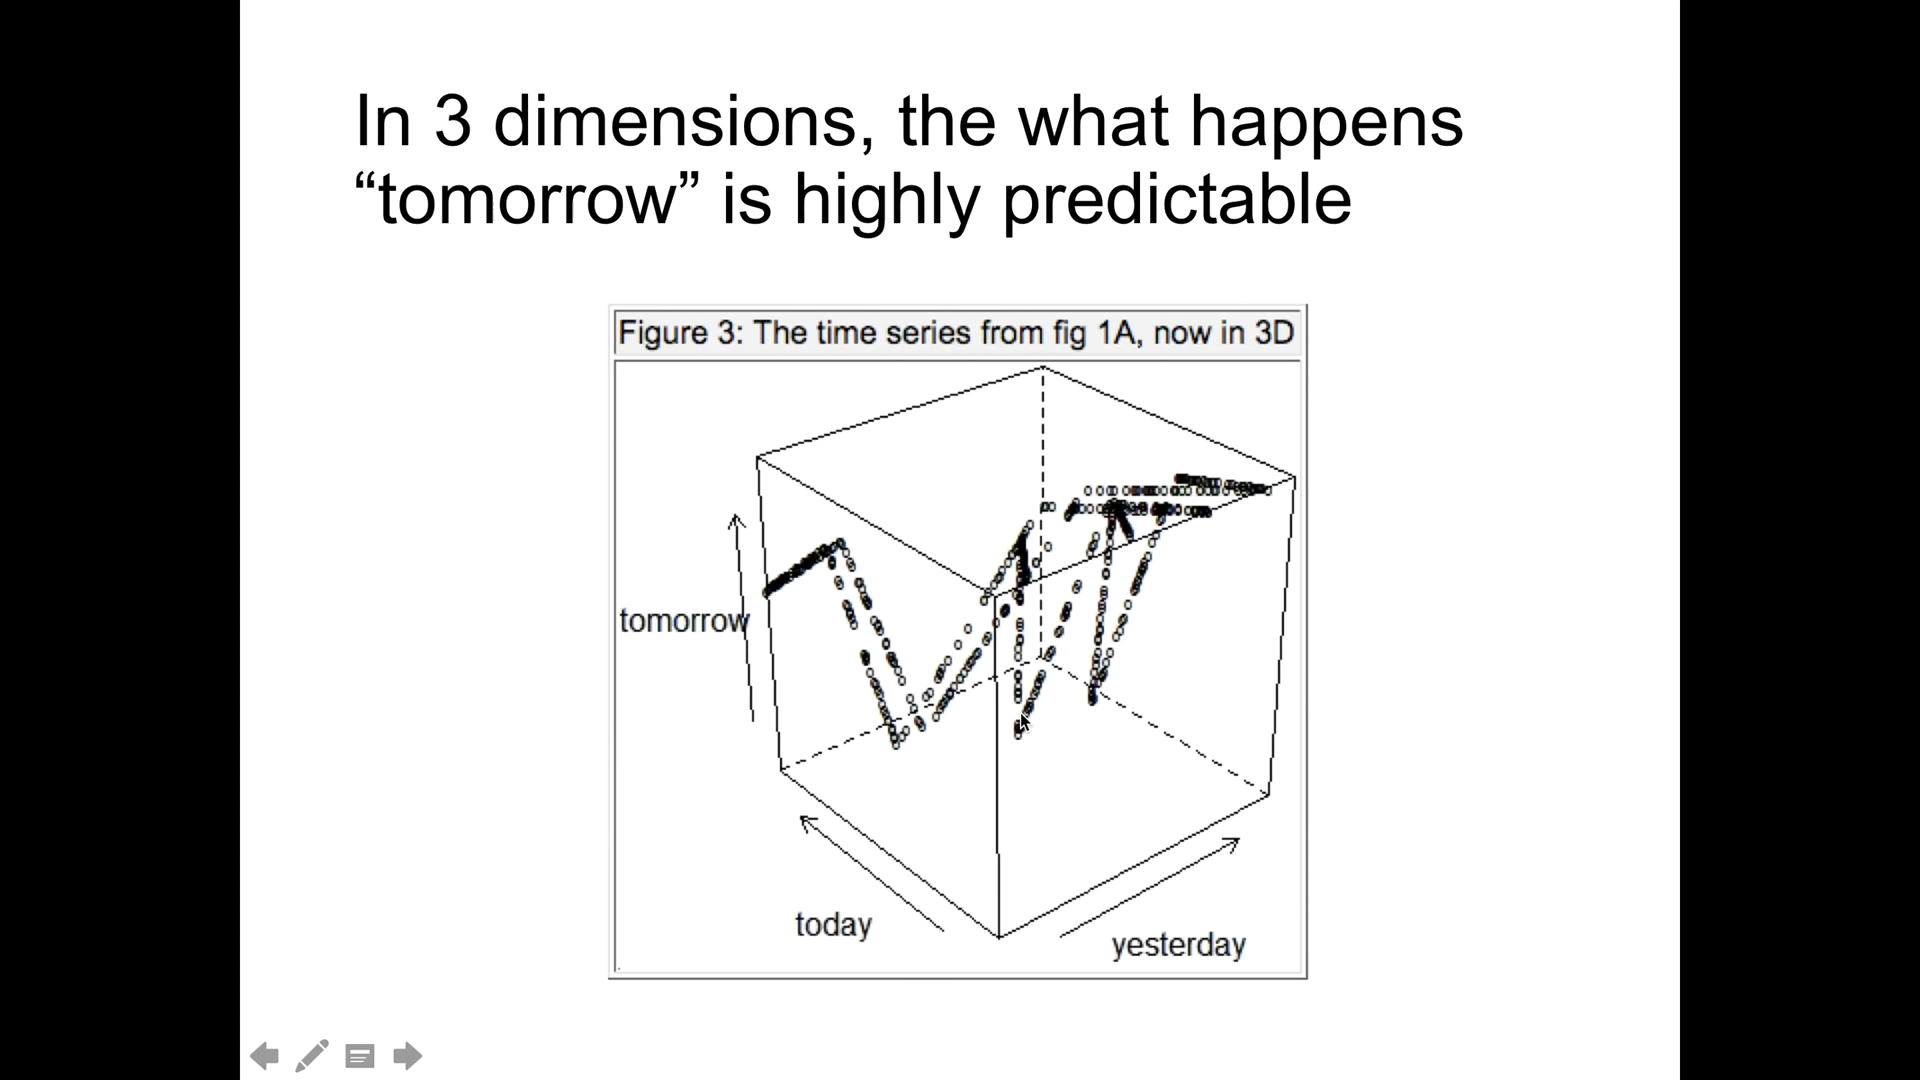 In 3 dimensions, the what happens
“tomorrow” is highly predictable
Figure 3: The time series from fig 1A, now in 3D
tomorrow
today
yesterday